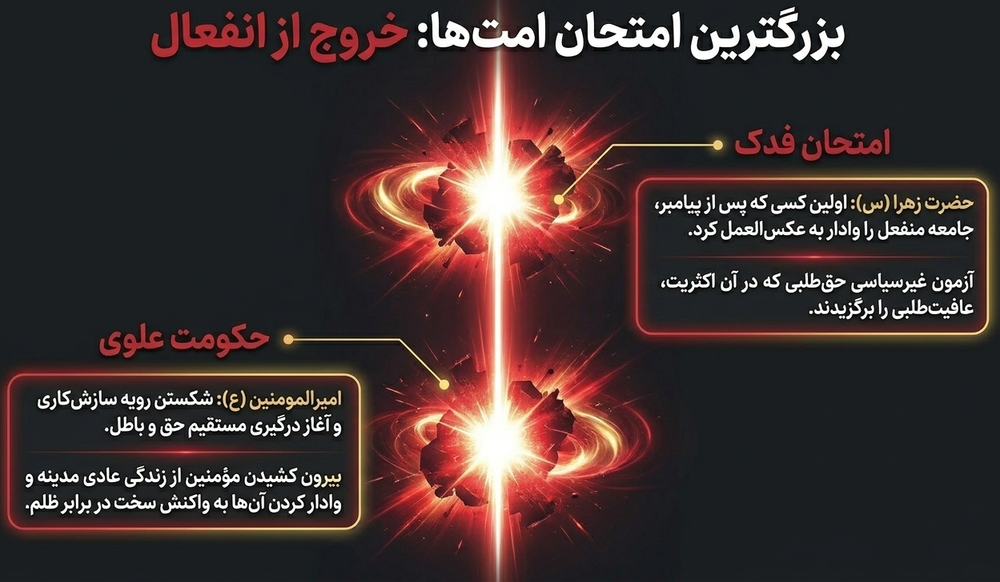 بزرگترین امتحان امت‌ها: خروج از انفعال
امتحان فدک
حضرت زهرا (س): اولین کسی که پس از پیامبر،
جامعه منفعل را وادار به عکس‌العمل کرد.
آزمون غیرسیاسی حق‌طلبی که در آن اکثریت،
عافیت‌طلبی را برگزیدند.
حکومت علوی
امیرالمومنین (ع): شکستن رویه سازش‌کاری
و آغاز درگیری مستقیم حق و باطل.
بیرون کشیدن مؤمنین از زندگی عادی مدینه و
وادار کردن آن‌ها به واکنش سخت در برابر ظلم.